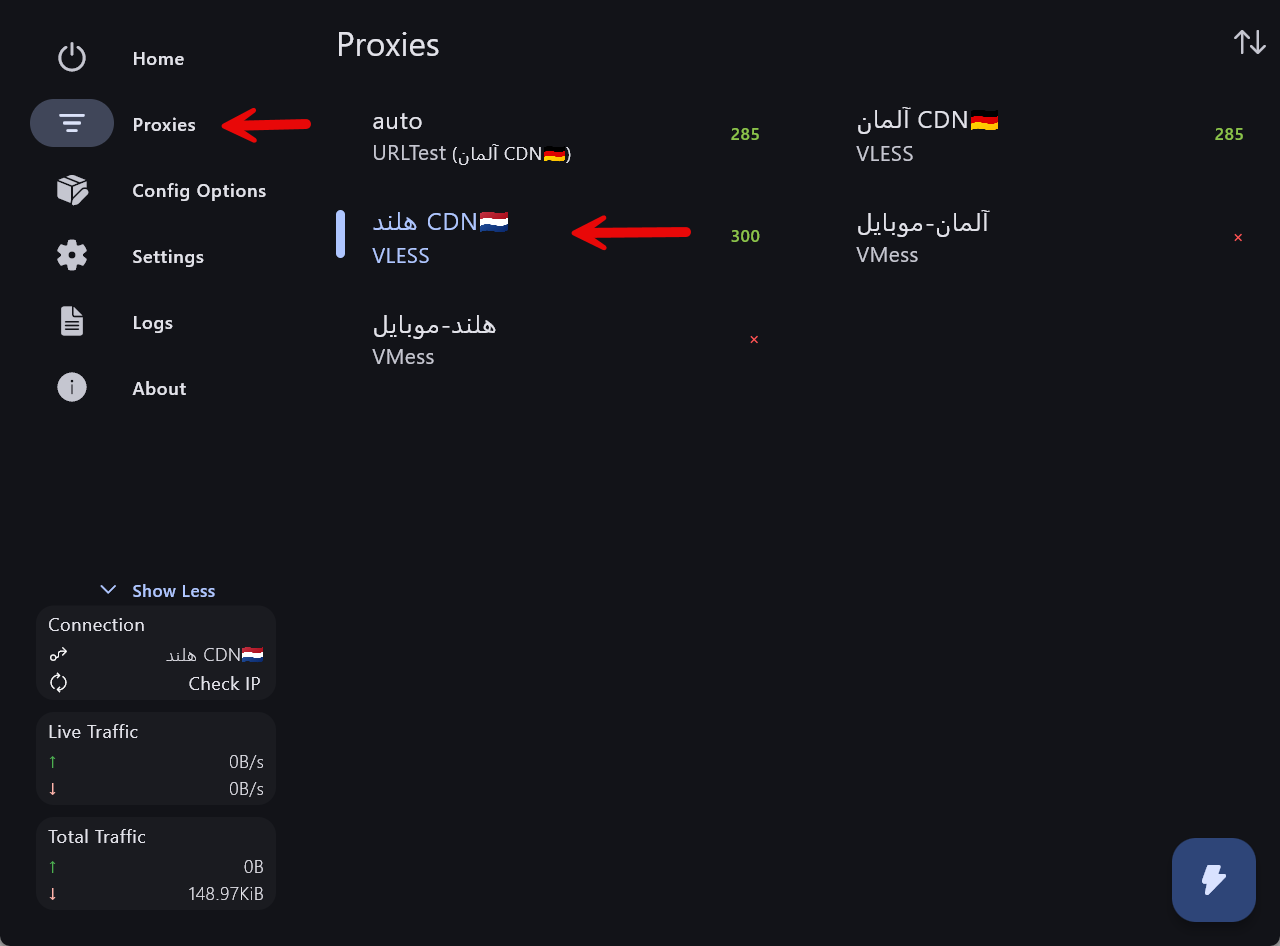 Home
Proxies
Config Options
Settings
Logs
About
Show Less
Connection
هلند CDN🇳🇱
Check IP
Live Traffic
↑ 0B/s
↓ 0B/s
Total Traffic
↑ 0B
↓ 148.97KiB
Proxies
auto
URLTest (آلمان CDN🇩🇪)
285
آلمان CDN🇩🇪
VLESS
285
هلند CDN🇳🇱
VLESS
300
آلمان-موبایل
VMess
×
هلند-موبایل
VMess
×